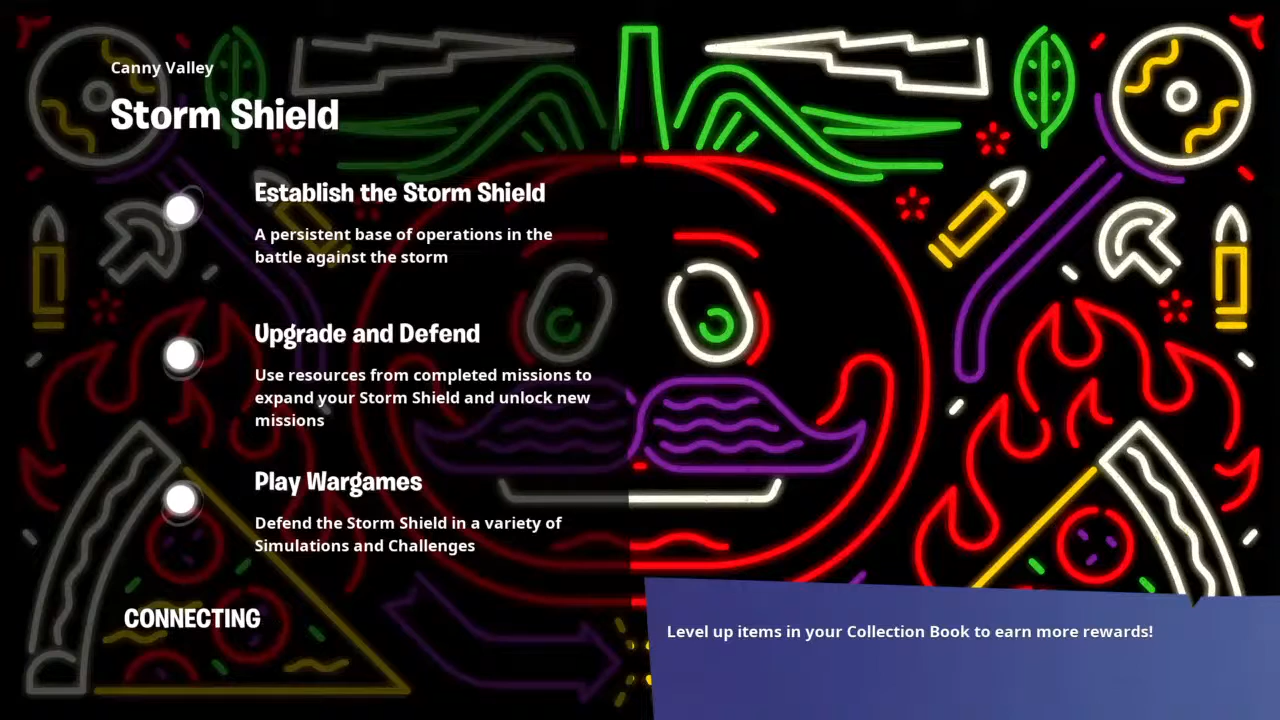 Canny Valley
Storm Shield
Establish the Storm Shield
A persistent base of operations in the
battle against the storm
Upgrade and Defend
Use resources from completed missions to
expand your Storm Shield and unlock new
missions
Play Wargames
Defend the Storm Shield in a variety of
Simulations and Challenges
CONNECTING
Level up items in your Collection Book to earn more rewards!